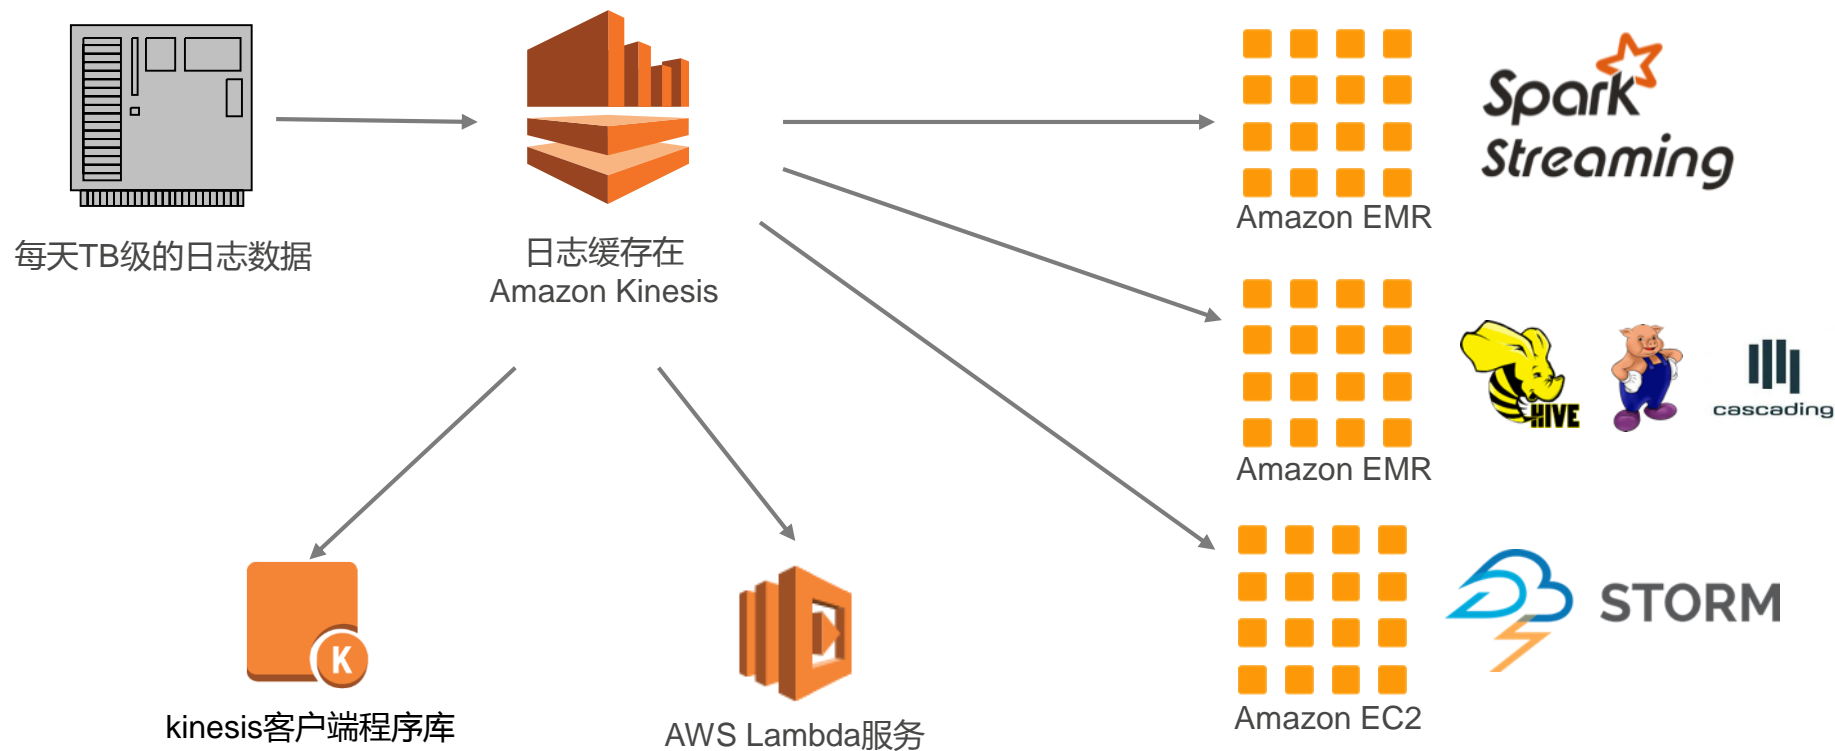 每天TB级的日志数据
日志缓存在
Amazon Kinesis
Spark
Streaming
Amazon EMR
HIVE
cascading
Amazon EMR
STORM
Amazon EC2
K
kinesis客户端程序库
AWS Lambda服务